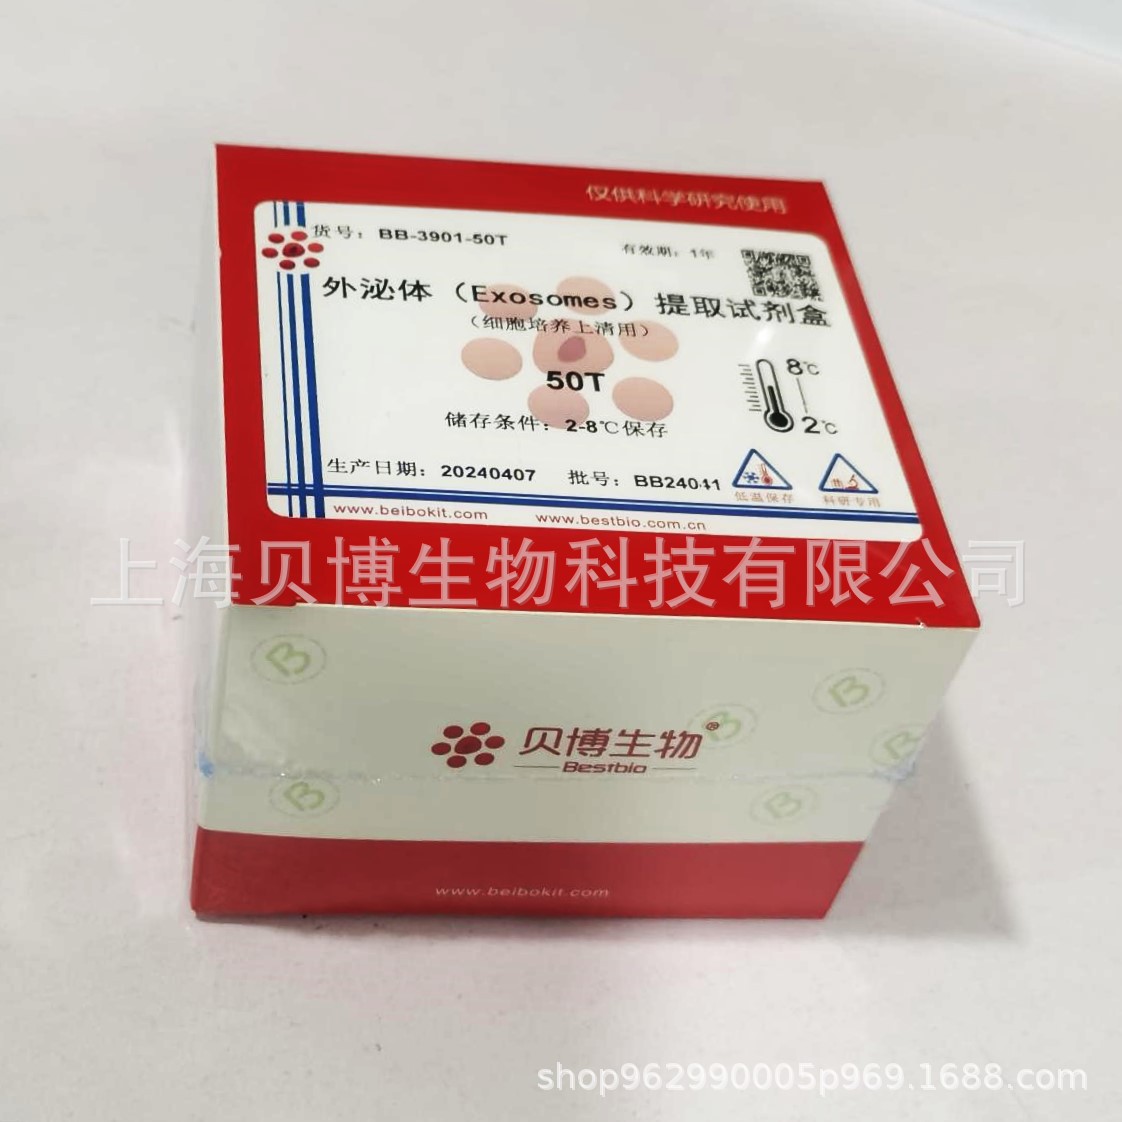 仅供科学研究使用
货号：BB-3901-50T
有效期：1年
外泌体（Exosomes）提取试剂盒
（细胞培养上清用）
50T
8℃
2℃
储存条件：2-8℃保存
生产日期：20240407 批号：BB24041
低温保存 科研专用
www.beibokit.com www.bestbio.com.cn
上海贝博生物科技有限公司
B
B
B
B
B
B
贝博生物®
Bestbio
www.beibokit.com
shop962990005p969.1688.com